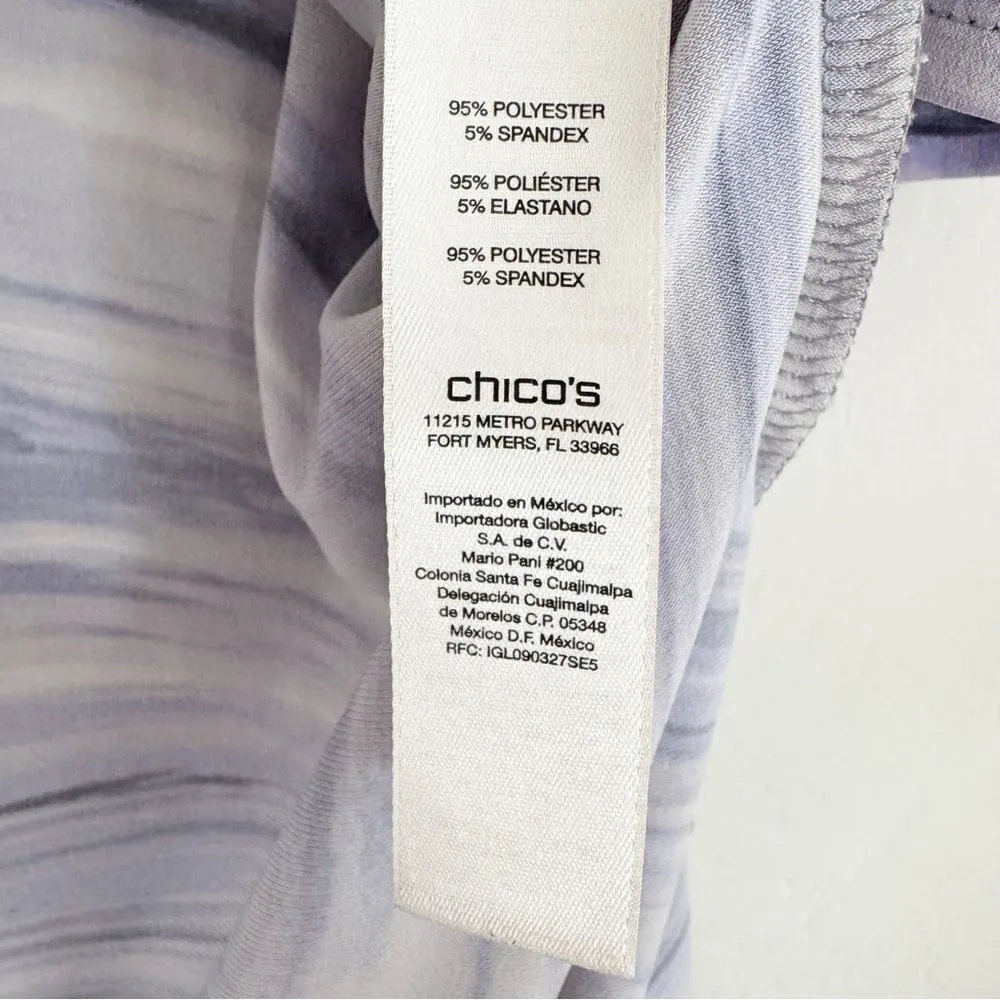 95% POLYESTER
5% SPANDEX
95% POLIÉSTER
5% ELASTANO
95% POLYESTER
5% SPANDEX
chico's
11215 METRO PARKWAY
FORT MYERS, FL 33966
Importado en México por:
Importadora Globastic
S.A. de C.V.
Mario Pani #200
Colonia Santa Fe Cuajimalpa
Delegación Cuajimalpa
de Morelos C.P. 05348
México D.F. México
RFC: IGL090327SE5